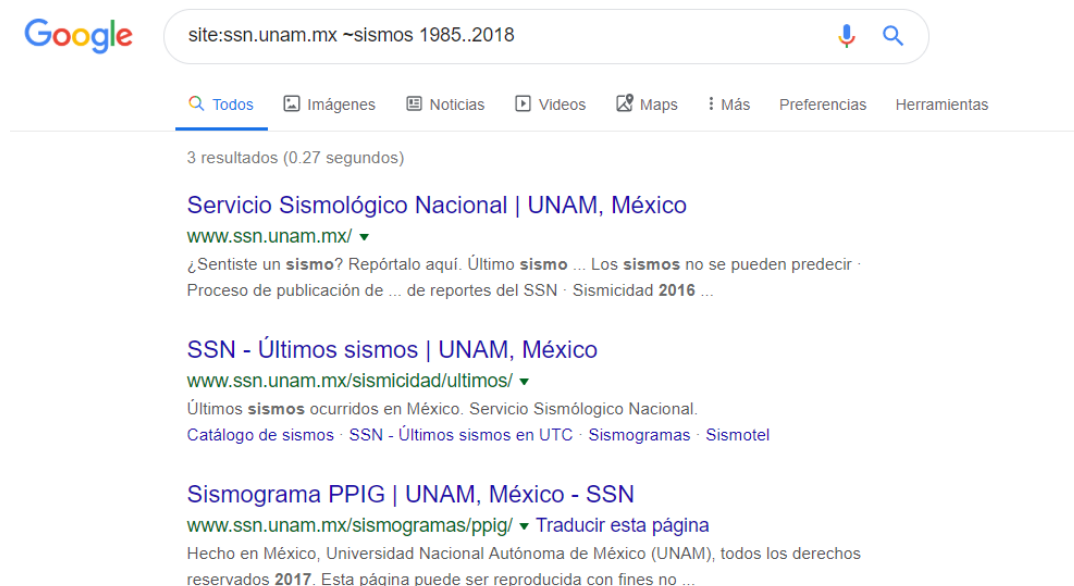 Google
site:ssn.unam.mx ~sismos 1985..2018
Todos Imágenes Noticias Videos Maps Más Preferencias Herramientas
3 resultados (0.27 segundos)
Servicio Sismológico Nacional | UNAM, México
www.ssn.unam.mx/
¿Sentiste un sismo? Repórtalo aquí. Último sismo ... Los sismos no se pueden predecir ·
Proceso de publicación de ... de reportes del SSN · Sismicidad 2016 ...
SSN - Últimos sismos | UNAM, México
www.ssn.unam.mx/sismicidad/ultimos/
Últimos sismos ocurridos en México. Servicio Sismólogico Nacional.
Catálogo de sismos · SSN - Últimos sismos en UTC · Sismogramas · Sismotel
Sismograma PPIG | UNAM, México - SSN
www.ssn.unam.mx/sismogramas/ppig/ Traducir esta página
Hecho en México, Universidad Nacional Autónoma de México (UNAM), todos los derechos
reservados 2017. Esta página puede ser reproducida con fines no ...